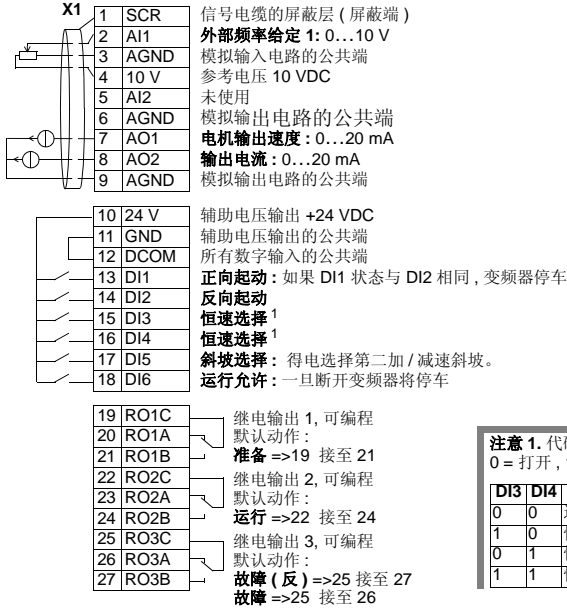 X1
1 SCR 信号电缆的屏蔽层 ( 屏蔽端 )
2 AI1 外部频率给定 1: 0…10 V
3 AGND 模拟输入电路的公共端
4 10 V 参考电压 10 VDC
5 AI2 未使用
6 AGND 模拟输出电路的公共端
7 AO1 电机输出速度 : 0…20 mA
8 AO2 输出电流 : 0…20 mA
9 AGND 模拟输出电路的公共端
10 24 V 辅助电压输出 +24 VDC
11 GND 辅助电压输出的公共端
12 DCOM 所有数字输入的公共端
13 DI1 正向起动 : 如果 DI1 状态与 DI2 相同 , 变频器停车
14 DI2 反向起动
15 DI3 恒速选择 1
16 DI4 恒速选择 1
17 DI5 斜坡选择 : 得电选择第二加 / 减速斜坡。
18 DI6 运行允许 : 一旦断开变频器将停车
19 RO1C 继电输出 1, 可编程
20 RO1A 默认动作 :
21 RO1B 准备 =>19 接至 21
22 RO2C 继电输出 2, 可编程
23 RO2A 默认动作 :
24 RO2B 运行 =>22 接至 24
25 RO3C 继电输出 3, 可编程
26 RO3A 默认动作 :
27 RO3B 故障 ( 反 ) =>25 接至 27
故障 =>25 接至 26
注意 1. 代
0 = 打开 ,
DI3 DI4
0 0
1 0
0 1
1 1